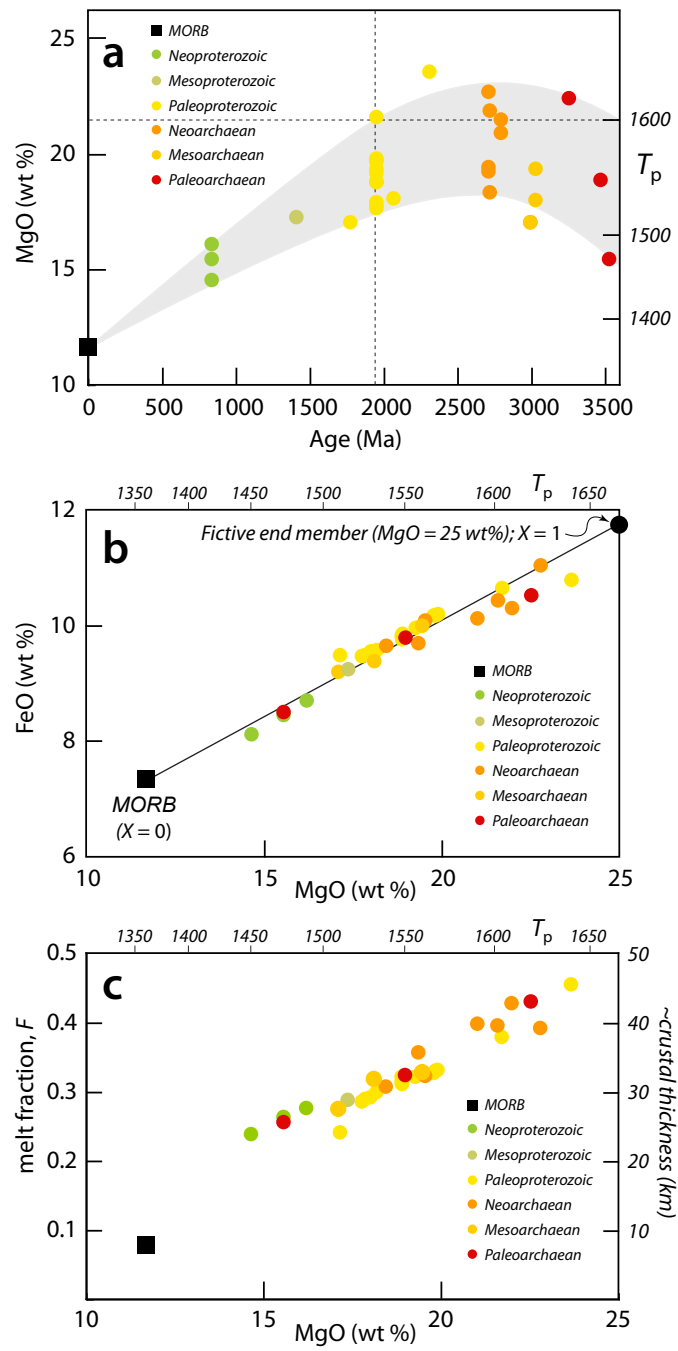 a
MORB
Neoproterozoic
Mesoproterozoic
Paleoproterozoic
Neoarchaean
Mesoarchaean
Paleoarchaean
25
20
15
10
MgO (wt %)
1600
Tp
1500
1400
0 500 1000 1500 2000 2500 3000 3500
Age (Ma)
1350 1400 1450 1500 1550 1600 Tp 1650
b
Fictive end member (MgO = 25 wt%); X = 1
12
10
8
6
FeO (wt %)
MORB
(X = 0)
MORB
Neoproterozoic
Mesoproterozoic
Paleoproterozoic
Neoarchaean
Mesoarchaean
Paleoarchaean
10 15 20 25
MgO (wt %)
1350 1400 1450 1500 1550 1600 Tp 1650
c
0.5
0.4
0.3
0.2
0.1
melt fraction, F
50
40
30
20
10
~crustal thickness (km)
MORB
Neoproterozoic
Mesoproterozoic
Paleoproterozoic
Neoarchaean
Mesoarchaean
Paleoarchaean
10 15 20 25
MgO (wt %)